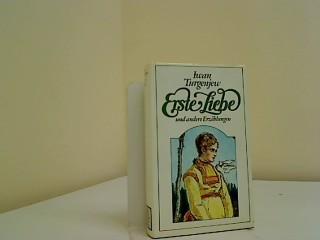 Iwan
Turgenjew
Erste Liebe
und andere Erzählungen